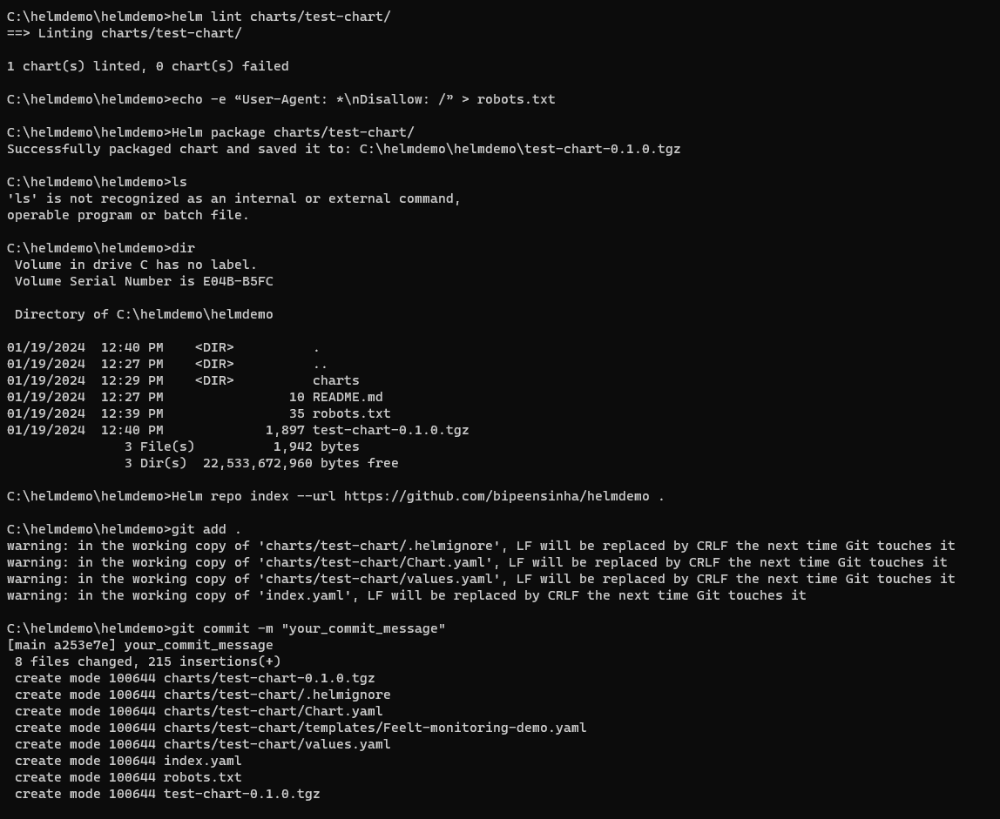 C:\helmdemo\helmdemo>helm lint charts/test-chart/
==> Linting charts/test-chart/
1 chart(s) linted, 0 chart(s) failed
C:\helmdemo\helmdemo>echo -e “User-Agent: *\nDisallow: /” > robots.txt
C:\helmdemo\helmdemo>Helm package charts/test-chart/
Successfully packaged chart and saved it to: C:\helmdemo\helmdemo\test-chart-0.1.0.tgz
C:\helmdemo\helmdemo>ls
'ls' is not recognized as an internal or external command,
operable program or batch file.
C:\helmdemo\helmdemo>dir
 Volume in drive C has no label.
 Volume Serial Number is E04B-B5FC
 Directory of C:\helmdemo\helmdemo
01/19/2024  12:40 PM    <DIR>          .
01/19/2024  12:27 PM    <DIR>          ..
01/19/2024  12:29 PM    <DIR>          charts
01/19/2024  12:27 PM                10 README.md
01/19/2024  12:39 PM                35 robots.txt
01/19/2024  12:40 PM             1,897 test-chart-0.1.0.tgz
               3 File(s)          1,942 bytes
               3 Dir(s)  22,533,672,960 bytes free
C:\helmdemo\helmdemo>Helm repo index --url https://github.com/bipeensinha/helmdemo .
C:\helmdemo\helmdemo>git add .
warning: in the working copy of 'charts/test-chart/.helmignore', LF will be replaced by CRLF the next time Git touches it
warning: in the working copy of 'charts/test-chart/Chart.yaml', LF will be replaced by CRLF the next time Git touches it
warning: in the working copy of 'charts/test-chart/values.yaml', LF will be replaced by CRLF the next time Git touches it
warning: in the working copy of 'index.yaml', LF will be replaced by CRLF the next time Git touches it
C:\helmdemo\helmdemo>git commit -m "your_commit_message"
[main a253e7e] your_commit_message
 8 files changed, 215 insertions(+)
 create mode 100644 charts/test-chart-0.1.0.tgz
 create mode 100644 charts/test-chart/.helmignore
 create mode 100644 charts/test-chart/Chart.yaml
 create mode 100644 charts/test-chart/templates/Feelt-monitoring-demo.yaml
 create mode 100644 charts/test-chart/values.yaml
 create mode 100644 index.yaml
 create mode 100644 robots.txt
 create mode 100644 test-chart-0.1.0.tgz